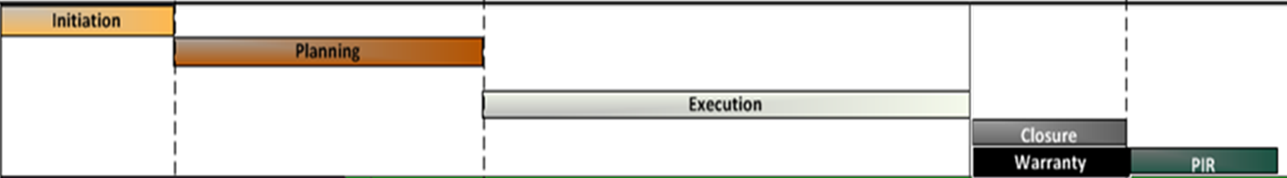 Initiation
Planning
Execution
Closure
Warranty
PIR